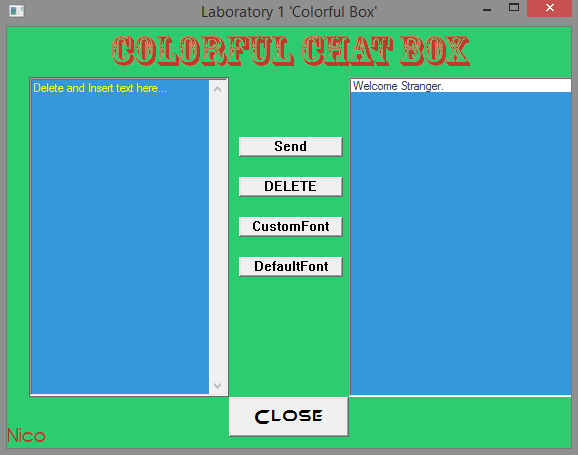 Laboratory 1 'Colorful Box'
COLORFUL CHAT BOX
Delete and Insert text here...
Welcome Stranger.
Send
DELETE
CustomFont
DefaultFont
Close
Nico